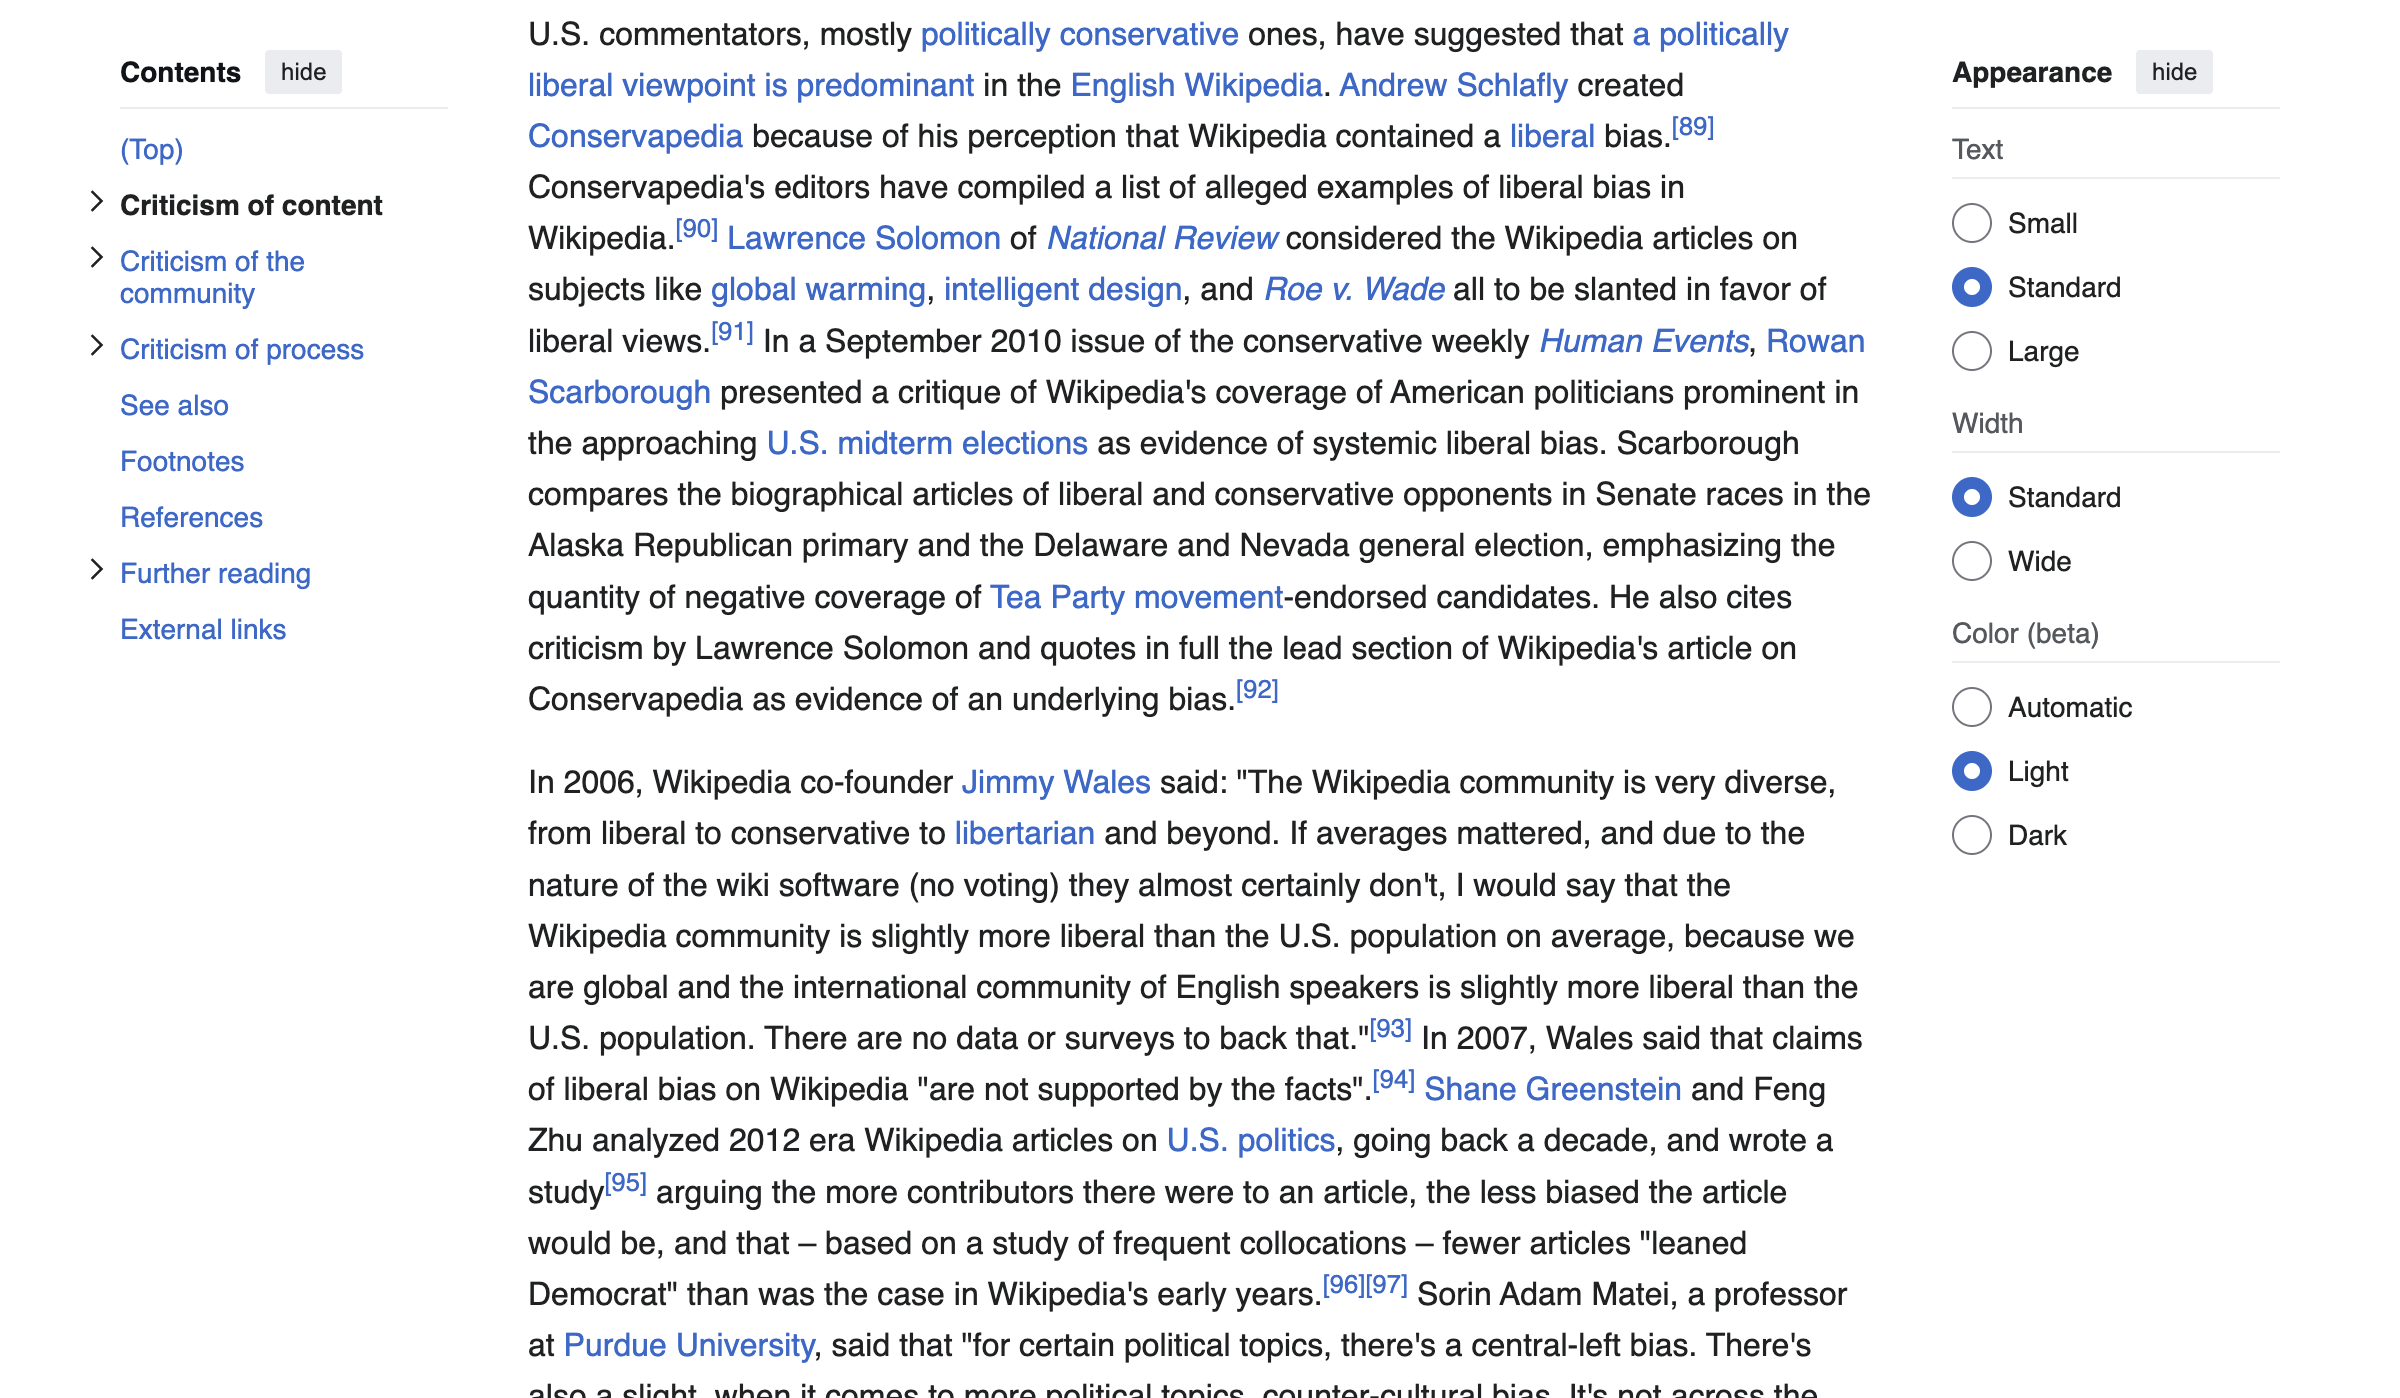 Contents hide
(Top)
Criticism of content
Criticism of the
community
Criticism of process
See also
Footnotes
References
Further reading
External links
U.S. commentators, mostly politically conservative ones, have suggested that a politically
liberal viewpoint is predominant in the English Wikipedia. Andrew Schlafly created
Conservapedia because of his perception that Wikipedia contained a liberal bias.[89]
Conservapedia's editors have compiled a list of alleged examples of liberal bias in
Wikipedia.[90] Lawrence Solomon of National Review considered the Wikipedia articles on
subjects like global warming, intelligent design, and Roe v. Wade all to be slanted in favor of
liberal views.[91] In a September 2010 issue of the conservative weekly Human Events, Rowan
Scarborough presented a critique of Wikipedia's coverage of American politicians prominent in
the approaching U.S. midterm elections as evidence of systemic liberal bias. Scarborough
compares the biographical articles of liberal and conservative opponents in Senate races in the
Alaska Republican primary and the Delaware and Nevada general election, emphasizing the
quantity of negative coverage of Tea Party movement-endorsed candidates. He also cites
criticism by Lawrence Solomon and quotes in full the lead section of Wikipedia's article on
Conservapedia as evidence of an underlying bias.[92]
In 2006, Wikipedia co-founder Jimmy Wales said: "The Wikipedia community is very diverse,
from liberal to conservative to libertarian and beyond. If averages mattered, and due to the
nature of the wiki software (no voting) they almost certainly don't, I would say that the
Wikipedia community is slightly more liberal than the U.S. population on average, because we
are global and the international community of English speakers is slightly more liberal than the
U.S. population. There are no data or surveys to back that."[93] In 2007, Wales said that claims
of liberal bias on Wikipedia "are not supported by the facts".[94] Shane Greenstein and Feng
Zhu analyzed 2012 era Wikipedia articles on U.S. politics, going back a decade, and wrote a
study[95] arguing the more contributors there were to an article, the less biased the article
would be, and that – based on a study of frequent collocations – fewer articles "leaned
Democrat" than was the case in Wikipedia's early years.[96][97] Sorin Adam Matei, a professor
at Purdue University, said that "for certain political topics, there's a central-left bias. There's
also a slight, when it comes to more political topics, counter-cultural bias. It's not across the
Appearance hide
Text
Small
Standard
Large
Width
Standard
Wide
Color (beta)
Automatic
Light
Dark